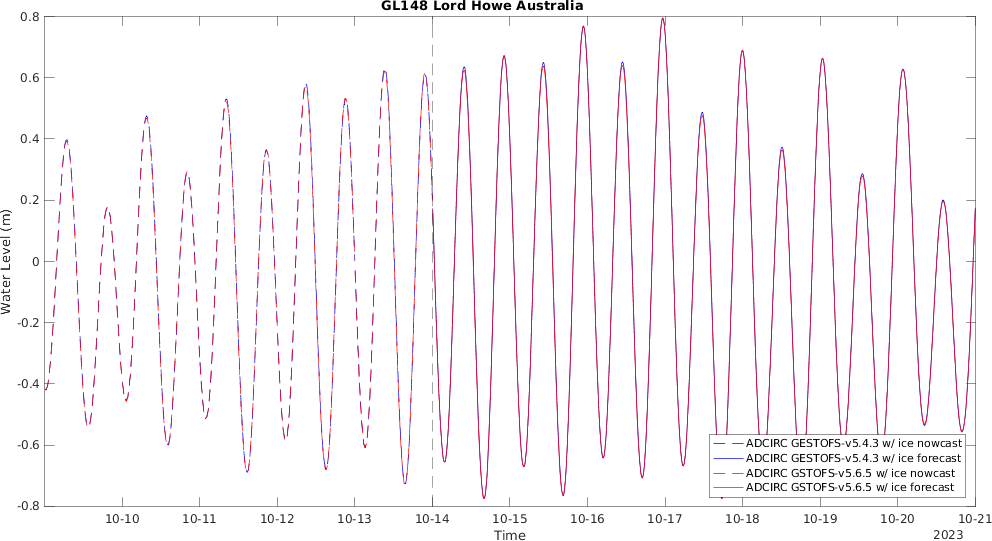 GL148 Lord Howe Australia
0.8
0.6
0.4
0.2
0
-0.2
-0.4
-0.6
-0.8
Water Level (m)
10-10 10-11 10-12 10-13 10-14 10-15 10-16 10-17 10-18 10-19 10-20 10-21
Time
2023
ADCIRC GESTOFS-v5.4.3 w/ ice nowcast
ADCIRC GESTOFS-v5.4.3 w/ ice forecast
ADCIRC GSTOFS-v5.6.5 w/ ice nowcast
ADCIRC GSTOFS-v5.6.5 w/ ice forecast